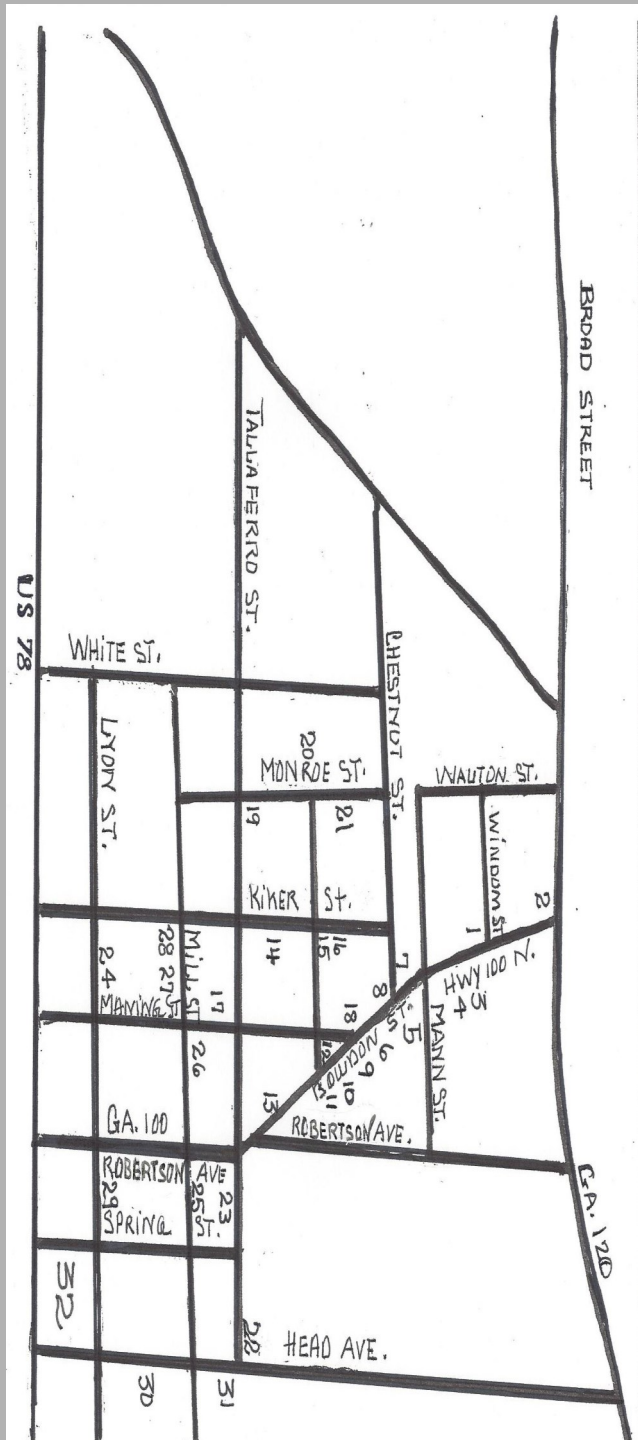 BROAD STREET
TALLAFERRO ST.
US 78
WHITE ST.
CHESTNUT ST.
LYON ST.
20
MONROE ST.
WALTON ST.
19
21
WINDOM ST
2
KIKER St.
1
HWY 100 N.
14
15
16
7
28
27
MILL ST
17
24
MANING ST
8
3
4
18
BOWDON ST.
5
6
MANN ST.
26
12
9
10
11
13
GA. 100
ROBERTSON AVE.
ROBERTSON AVE
GA. 120
29
25
23
SPRING ST.
32
22
HEAD AVE.
30
31